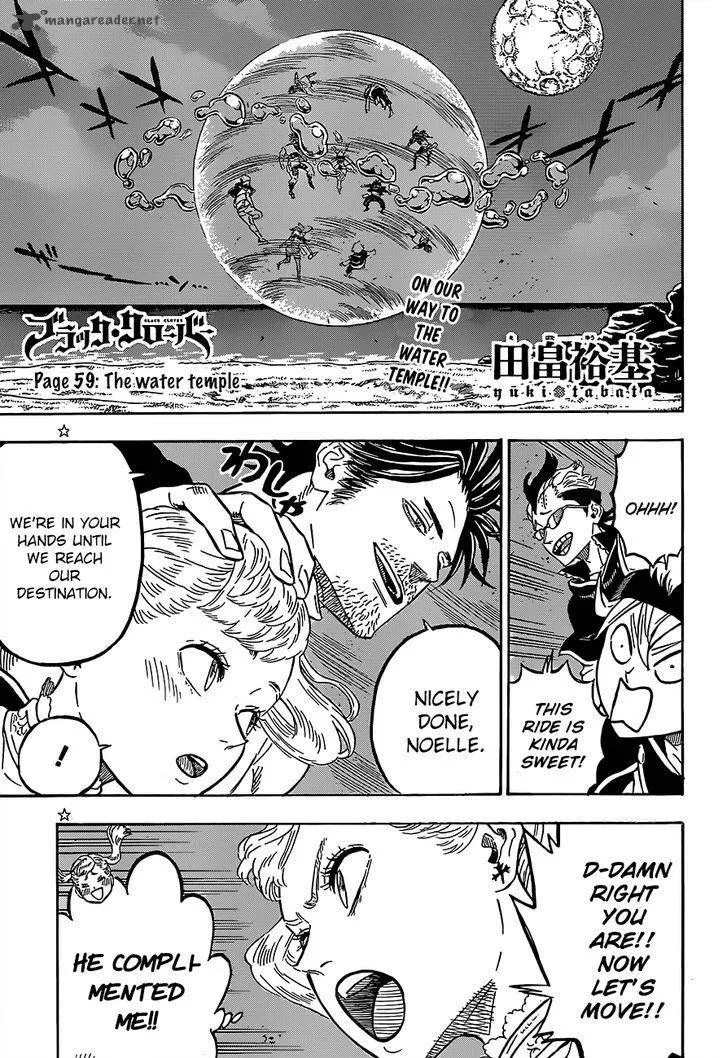 mangareader.net
ON OUR
WAY TO
THE
WATER
TEMPLE!!
BLACK CLOVER
ブラッククローバー
Page 59: The water temple
田畠裕基
yūki tabata
OHHH!
THIS
RIDE IS
KINDA
SWEET!
わしゃ
NICELY
DONE,
NOELLE.
WE'RE IN YOUR
HANDS UNTIL
WE REACH
OUR
DESTINATION.
!
D-DAMN
RIGHT
YOU
ARE!!
NOW
LET'S
MOVE!!
HE COMPLI-
MENTED
ME!!